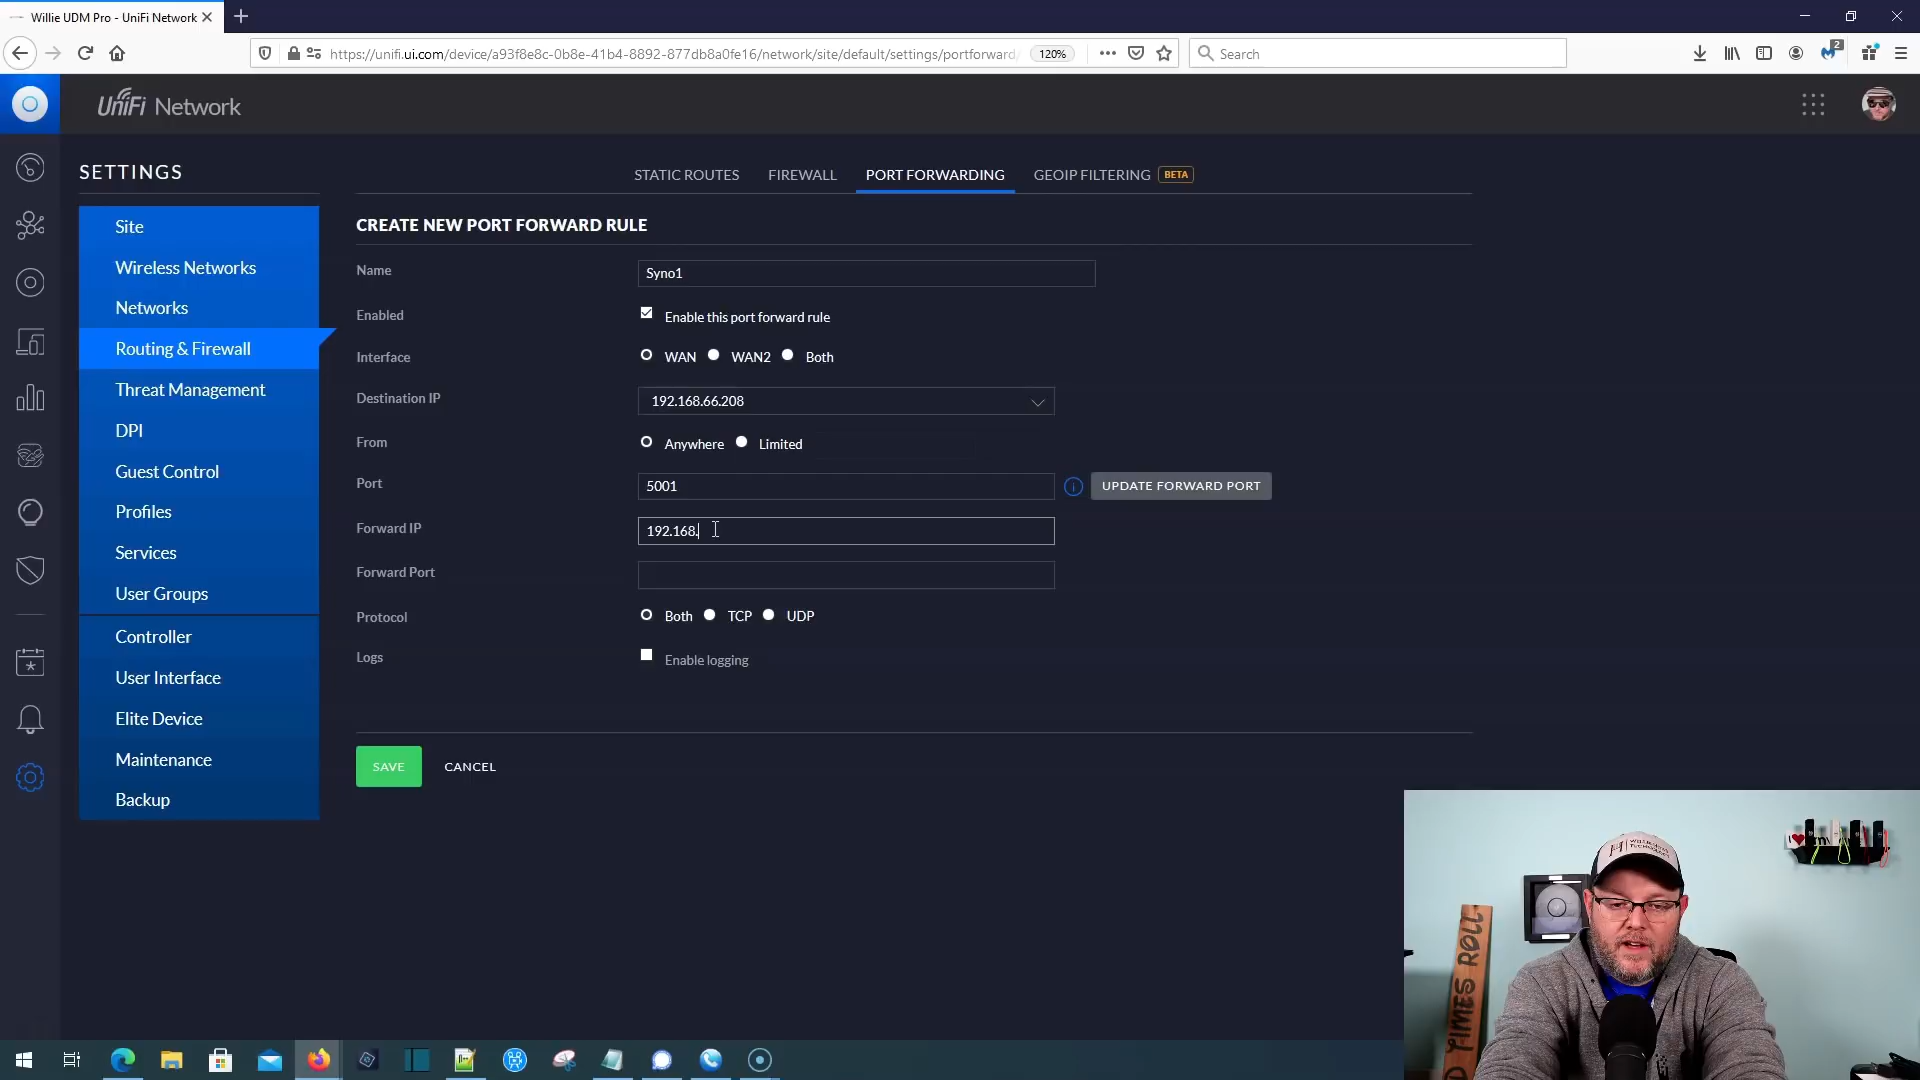 Willie UDM Pro - UniFi Network
https://unifi.ui.com/device/a93f8e8c-0b8e-41b4-8892-877db8a0fe16/network/site/default/settings/portforward/
120%
Search
2
UniFi Network
SETTINGS
Site
Wireless Networks
Networks
Routing & Firewall
Threat Management
DPI
Guest Control
Profiles
Services
User Groups
Controller
User Interface
Elite Device
Maintenance
Backup
STATIC ROUTES FIREWALL PORT FORWARDING GEOIP FILTERING BETA
CREATE NEW PORT FORWARD RULE
Name Syno1
Enabled Enable this port forward rule
Interface WAN WAN2 Both
Destination IP 192.168.66.208
From Anywhere Limited
Port 5001 UPDATE FORWARD PORT
Forward IP 192.168.
Forward Port
Protocol Both TCP UDP
Logs Enable logging
SAVE CANCEL
TIMES ROLL